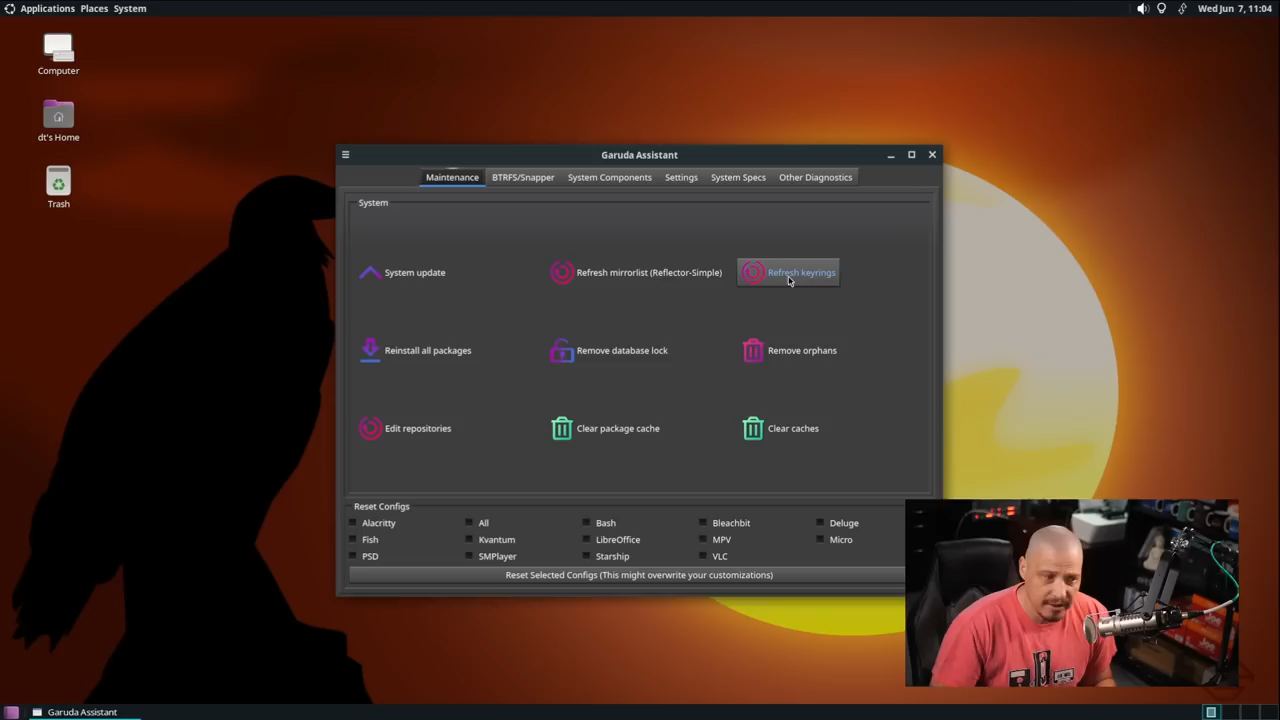 Applications Places System
Wed Jun 7, 11:04
Computer
dt's Home
Trash
Garuda Assistant
Maintenance BTRFS/Snapper System Components Settings System Specs Other Diagnostics
System
System update Refresh mirrorlist (Reflector-Simple) Refresh keyrings
Reinstall all packages Remove database lock Remove orphans
Edit repositories Clear package cache Clear caches
Reset Configs
Alacritty All Bash Bleachbit Deluge
Fish Kvantum LibreOffice MPV Micro
PSD SMPlayer Starship VLC
Reset Selected Configs (This might overwrite your customizations)
Garuda Assistant